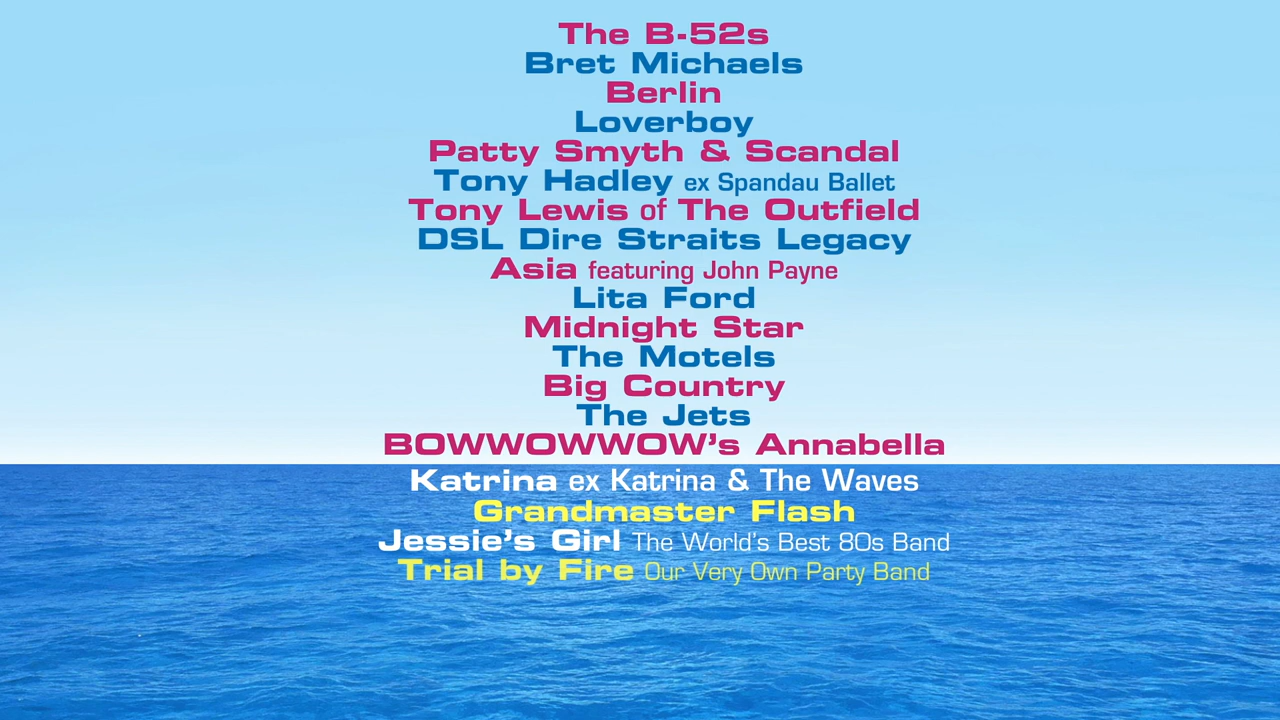 The B-52s
Bret Michaels
Berlin
Loverboy
Patty Smyth & Scandal
Tony Hadley ex Spandau Ballet
Tony Lewis of The Outfield
DSL Dire Straits Legacy
Asia featuring John Payne
Lita Ford
Midnight Star
The Motels
Big Country
The Jets
BOWWOWWOW's Annabella
Katrina ex Katrina & The Waves
Grandmaster Flash
Jessie's Girl The World's Best 80s Band
Trial by Fire Our Very Own Party Band